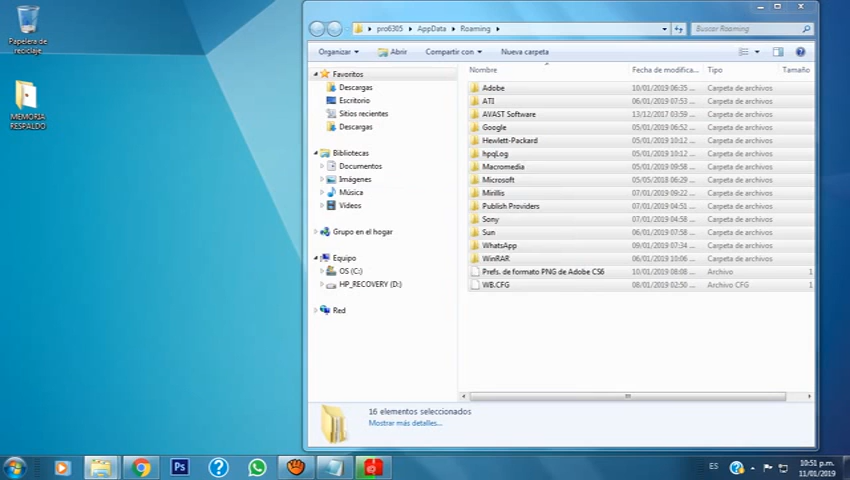 Papelera de
reciclaje
MEMORIA
RESPALDO
pro6305 AppData Roaming
Buscar Roaming
Organizar Abrir Compartir con Nueva carpeta
Favoritos
Descargas
Escritorio
Sitios recientes
Descargas
Bibliotecas
Documentos
Imágenes
Música
Vídeos
Grupo en el hogar
Equipo
OS (C:)
HP_RECOVERY (D:)
Red
Nombre Fecha de modifica... Tipo Tamaño
Adobe 10/01/2019 06:35 ... Carpeta de archivos
ATI 06/01/2019 07:53 ... Carpeta de archivos
AVAST Software 13/12/2017 03:59 ... Carpeta de archivos
Google 05/01/2019 06:52 ... Carpeta de archivos
Hewlett-Packard 05/01/2019 10:12 ... Carpeta de archivos
hpqLog 05/01/2019 10:12 ... Carpeta de archivos
Macromedia 05/01/2019 09:58 ... Carpeta de archivos
Microsoft 05/05/2018 06:29 ... Carpeta de archivos
Mirillis 07/01/2019 09:22 ... Carpeta de archivos
Publish Providers 07/01/2019 04:51 ... Carpeta de archivos
Sony 07/01/2019 04:58 ... Carpeta de archivos
Sun 06/01/2019 07:58 ... Carpeta de archivos
WhatsApp 09/01/2019 07:34 ... Carpeta de archivos
WinRAR 06/01/2019 10:06 ... Carpeta de archivos
Prefs. de formato PNG de Adobe CS6 10/01/2019 08:08 ... Archivo 1
WB.CFG 08/01/2019 02:50 ... Archivo CFG 1
16 elementos seleccionados
Mostrar más detalles...
Ps
ES
10:51 p.m.
11/01/2019